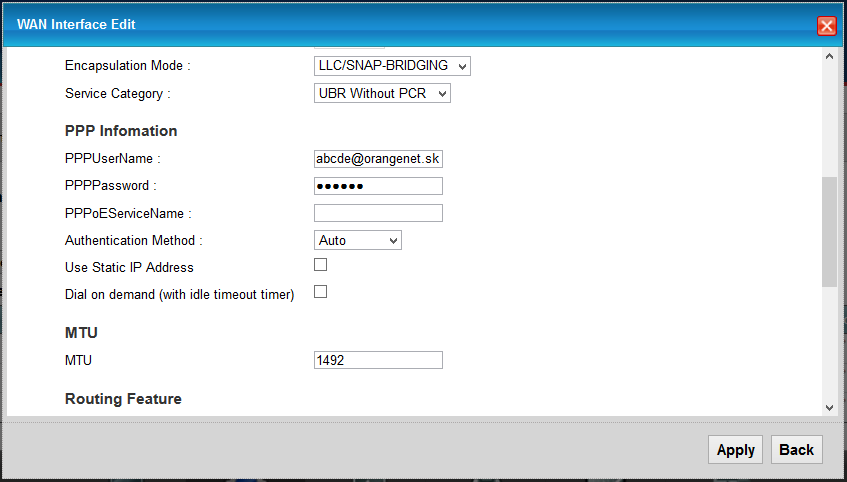 WAN Interface Edit
Encapsulation Mode : LLC/SNAP-BRIDGING
Service Category : UBR Without PCR
PPP Infomation
PPPUserName : abcde@orangenet.sk
PPPPassword : ●●●●●●
PPPoEServiceName :
Authentication Method : Auto
Use Static IP Address
Dial on demand (with idle timeout timer)
MTU
MTU 1492
Routing Feature
Apply Back